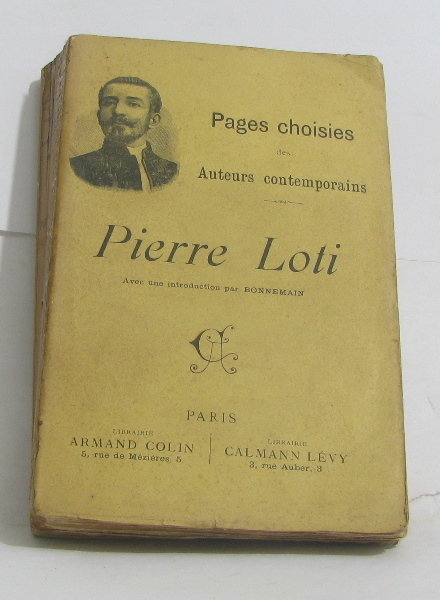 Pages choisies
des
Auteurs contemporains
Pierre Loti
Avec une introduction par BONNEMAIN
AC
PARIS
LIBRAIRIE
ARMAND COLIN
5, rue de Mézières, 5
LIBRAIRIE
CALMANN LÉVY
3, rue Auber, 3